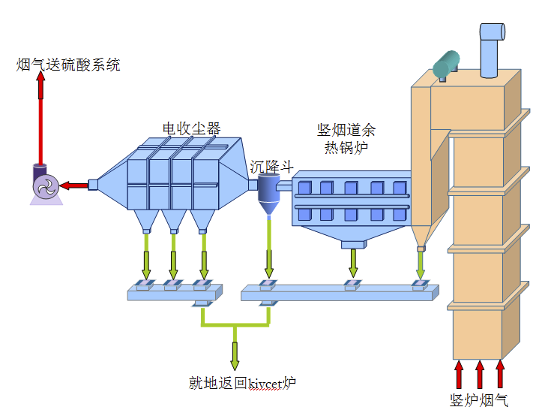 烟气送硫酸系统
电收尘器
竖烟道余
热锅炉
沉降斗
就地返回kivcet炉
竖炉烟气